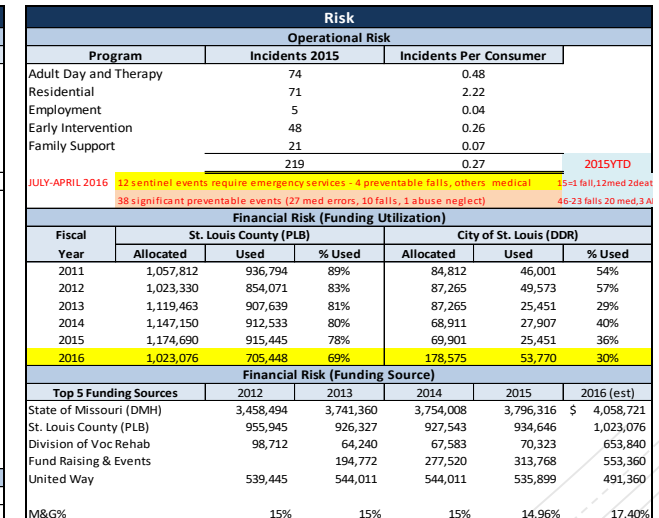 Risk
Operational Risk
Program Incidents 2015 Incidents Per Consumer
Adult Day and Therapy 74 0.48
Residential 71 2.22
Employment 5 0.04
Early Intervention 48 0.26
Family Support 21 0.07
219 0.27 2015YTD
JULY-APRIL 2016 12 sentinel events require emergency services - 4 preventable falls, others medical 15=1 fall,12med 2deat
38 significant preventable events (27 med errors, 10 falls, 1 abuse neglect) 46-23 falls 20 med,3 A
Financial Risk (Funding Utilization)
Fiscal St. Louis County (PLB) City of St. Louis (DDR)
Year Allocated Used % Used Allocated Used % Used
2011 1,057,812 936,794 89% 84,812 46,001 54%
2012 1,023,330 854,071 83% 87,265 49,573 57%
2013 1,119,463 907,639 81% 87,265 25,451 29%
2014 1,147,150 912,533 80% 68,911 27,907 40%
2015 1,174,690 915,445 78% 69,901 25,451 36%
2016 1,023,076 705,448 69% 178,575 53,770 30%
Financial Risk (Funding Source)
Top 5 Funding Sources 2012 2013 2014 2015 2016 (est)
State of Missouri (DMH) 3,458,494 3,741,360 3,754,008 3,796,316 $ 4,058,721
St. Louis County (PLB) 955,945 926,327 927,543 934,646 1,023,076
Division of Voc Rehab 98,712 64,240 67,583 70,323 653,840
Fund Raising & Events 194,772 277,520 313,768 553,360
United Way 539,445 544,011 544,011 535,899 491,360
M&G% 15% 15% 15% 14.96% 17.40%